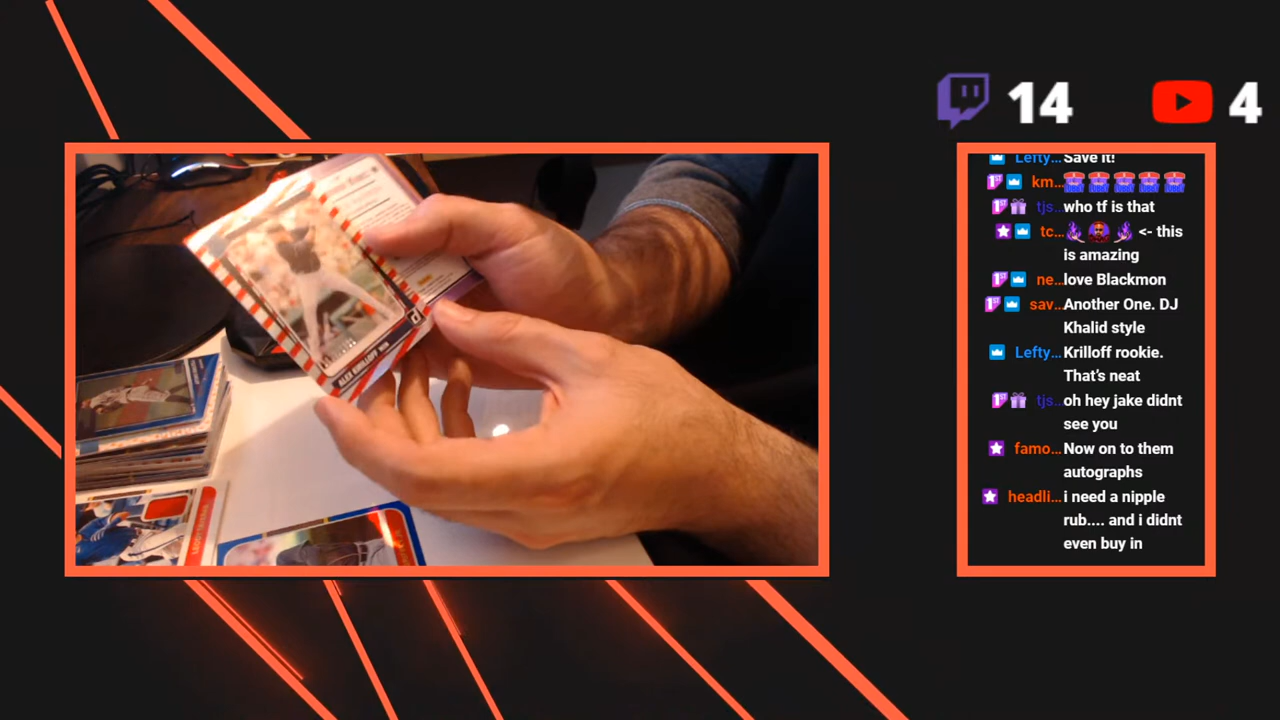 14
4
Lefty... Save it!
km...
tjs... who tf is that
tc... <- this
is amazing
ne... love Blackmon
sav... Another One. DJ
Khalid style
Lefty... Krilloff rookie.
That's neat
tjs... oh hey jake didnt
see you
famo... Now on to them
autographs
headli... i need a nipple
rub.... and i didnt
even buy in
ALEX KIRILLOFF